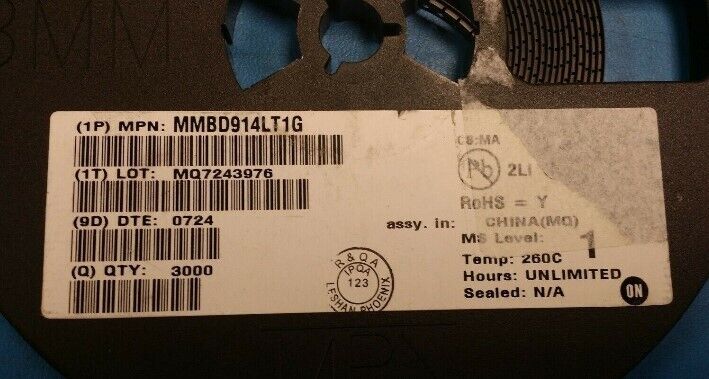 8MM
(1P) MPN: MMBD914LT1G
(1T) LOT: MQ7243976
(9D) DTE: 0724
(Q) QTY: 3000
R & QA
IPQA
123
LESHAN PHOENIX
Pb
2LI
RoHS = Y
assy. in: CHINA(MQ)
MS Level: 1
Temp: 260C
Hours: UNLIMITED
Sealed: N/A
ON